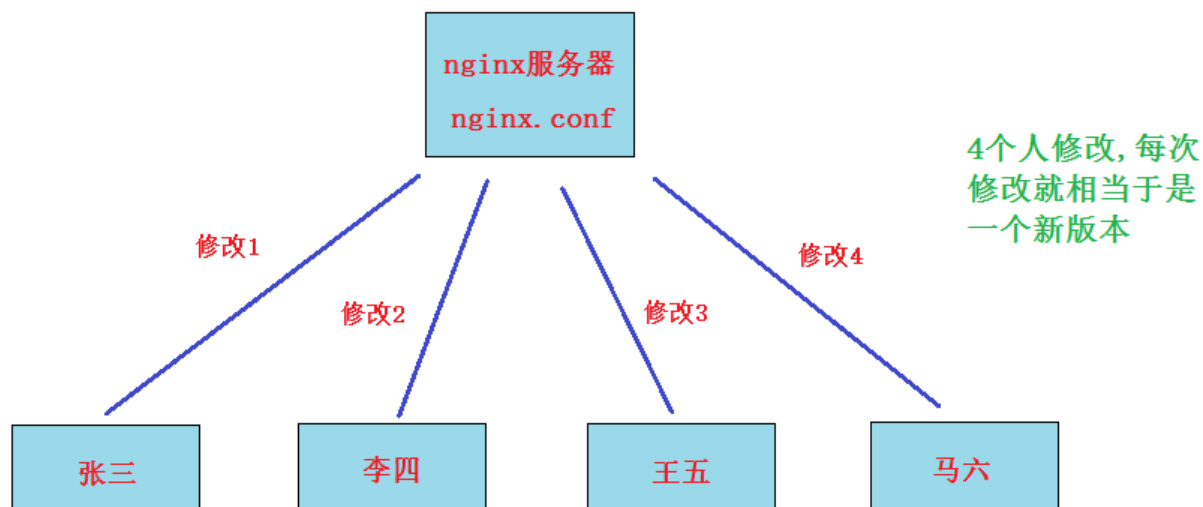 nginx服务器
nginx.conf
4个人修改,每次
修改就相当于是
一个新版本
修改1
修改2
修改3
修改4
张三
李四
王五
马六